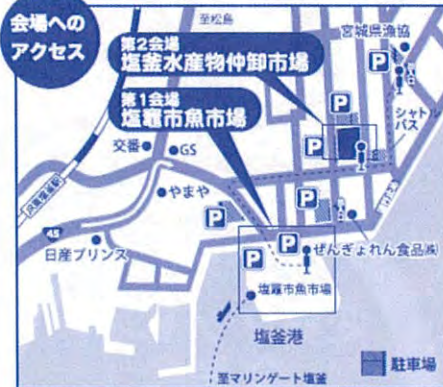 会場への
アクセス
至松島
第2会場
塩釜水産物仲卸市場
宮城県漁協
P
P
第1会場
塩竈市魚市場
P
P
シャトル
バス
交番
GS
P
やまや
P
P
45
日産プリンス
P
P
ぜんぎょれん食品㈱
塩竈市魚市場
塩釜港
駐車場
至マリンゲート塩釜